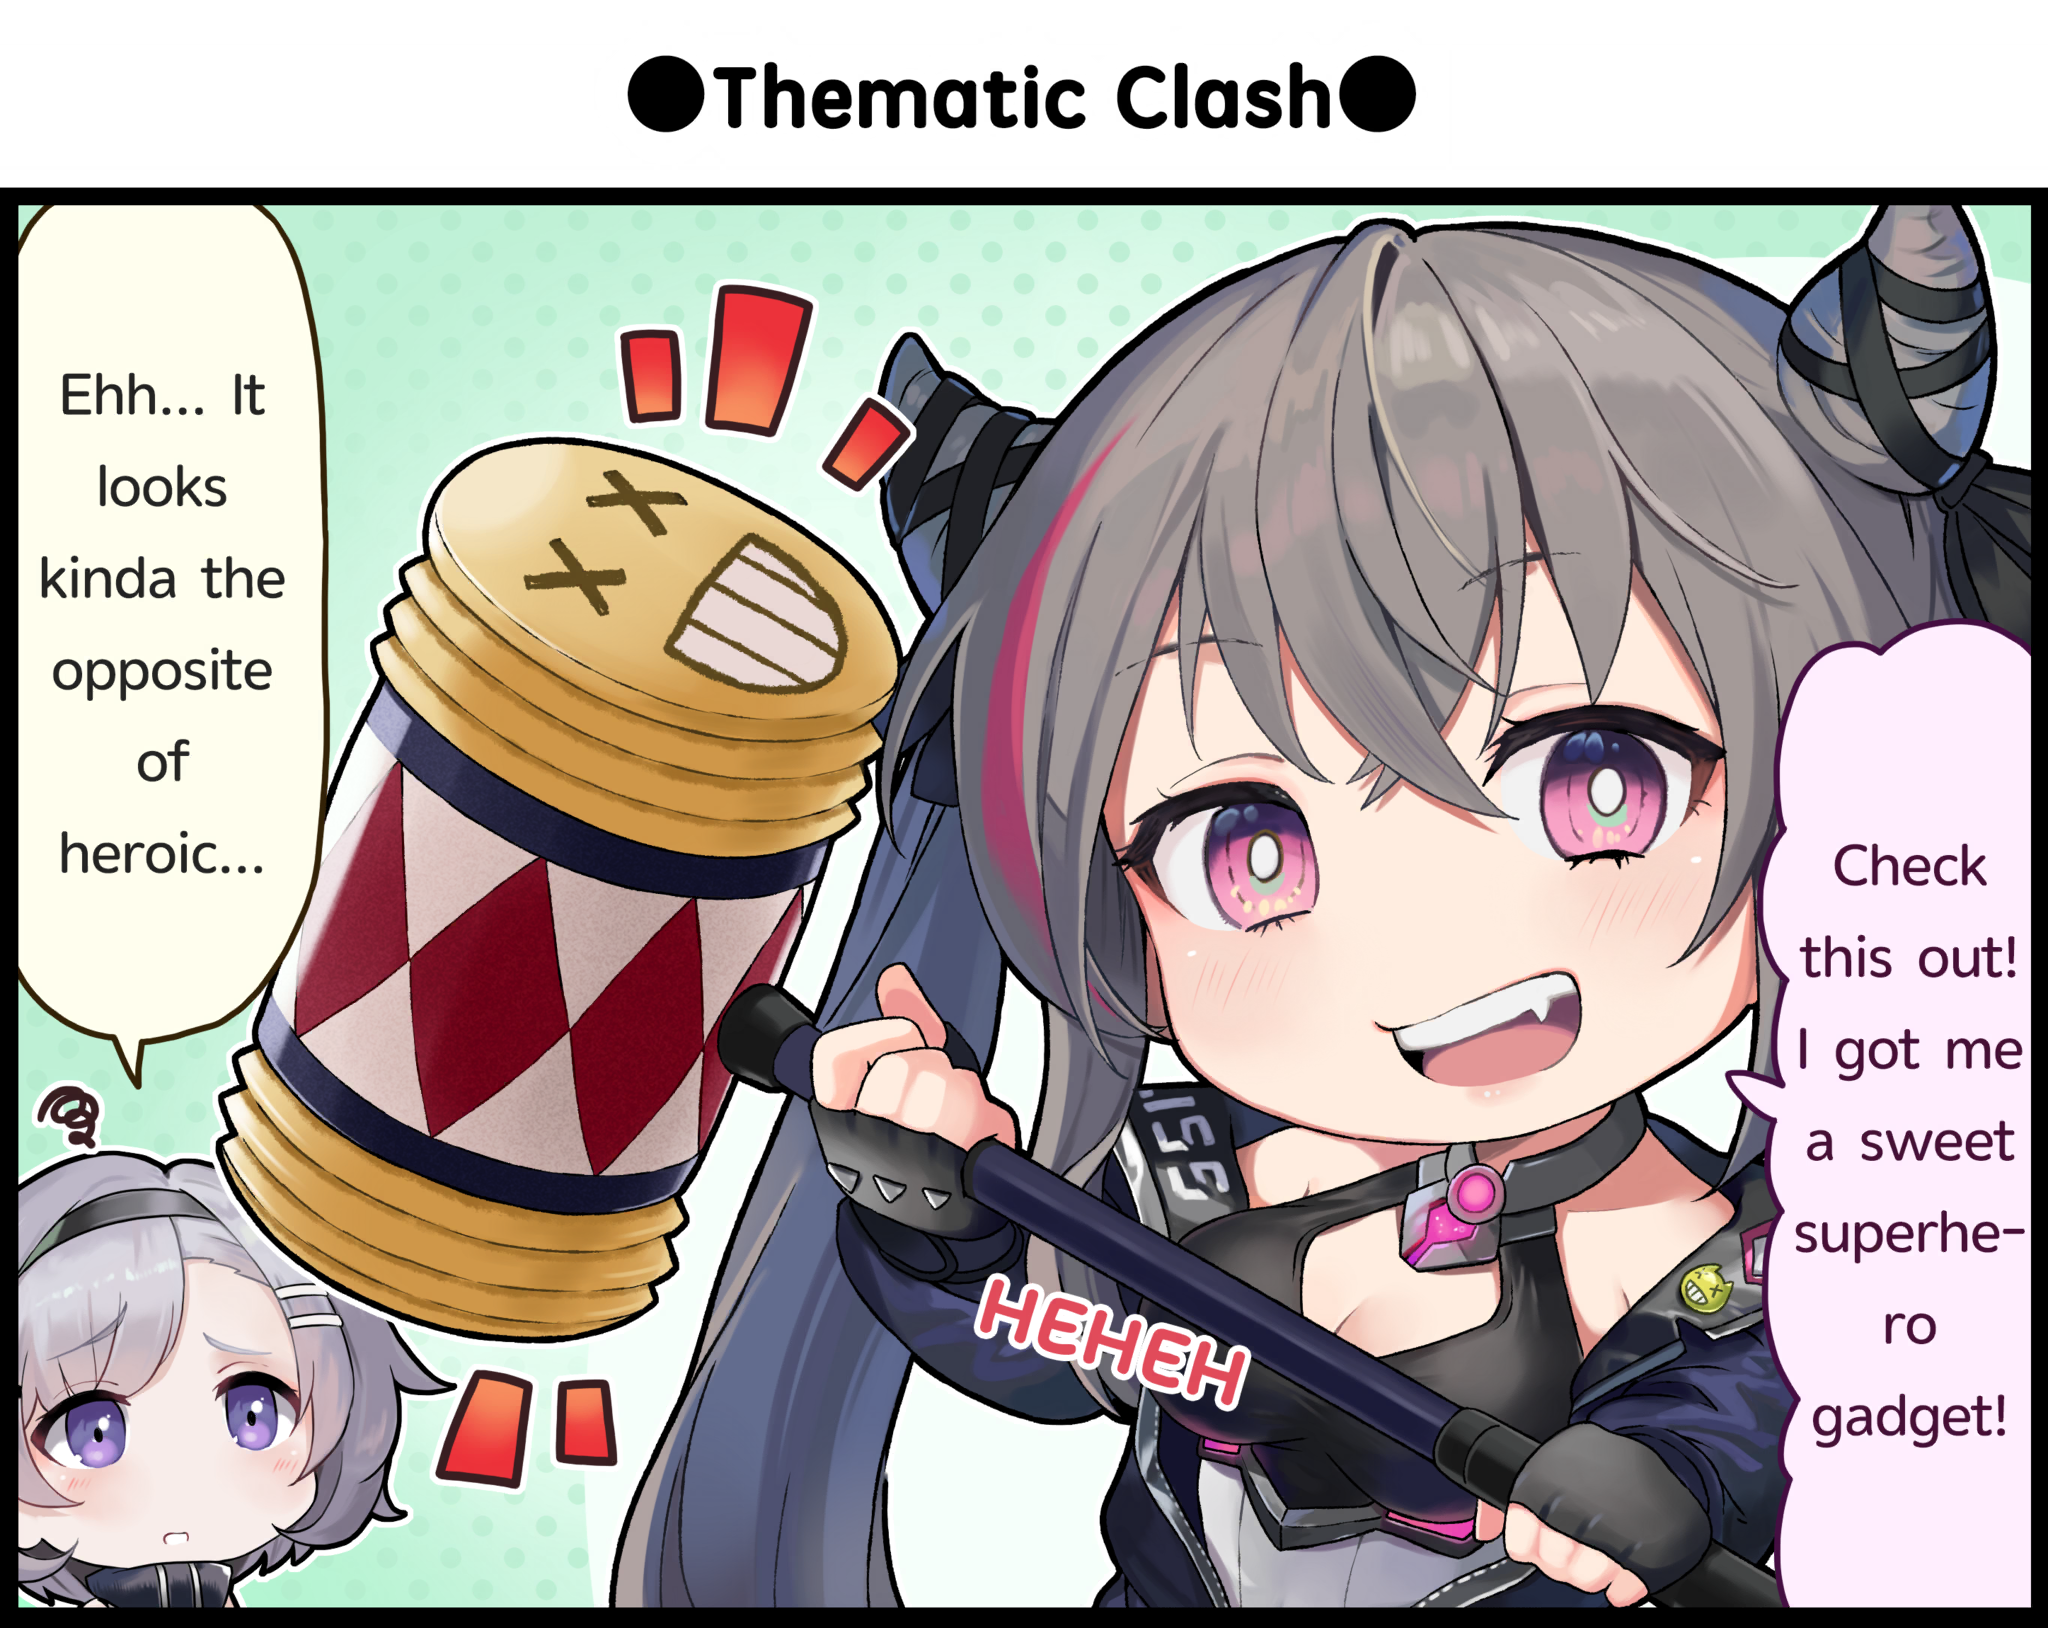 ●Thematic Clash●
Check
this out!
I got me
a sweet
superhe-
ro
gadget!
HEHEH
Ehh... It
looks
kinda the
opposite
of
heroic...